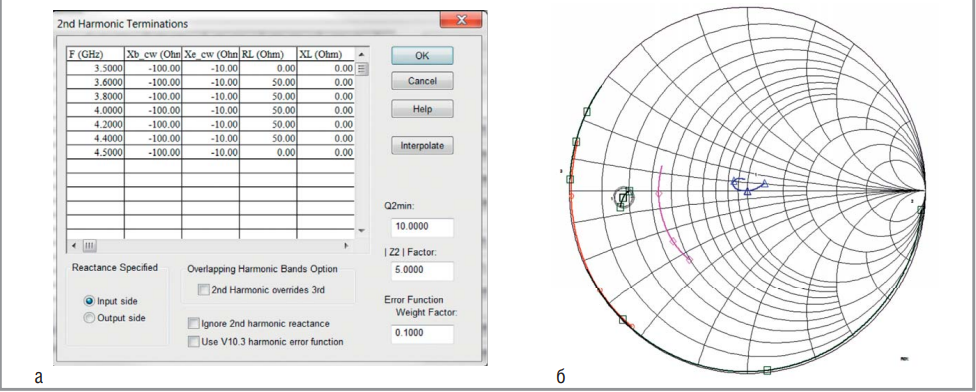 2nd Harmonic Terminations
F (GHz) Xb_cw (Ohn Xe_cw (Ohn RL (Ohm) XL (Ohm)
3.5000 -100.00 -10.00 0.00 0.00
3.6000 -100.00 -10.00 50.00 0.00
3.8000 -100.00 -10.00 50.00 0.00
4.0000 -100.00 -10.00 50.00 0.00
4.2000 -100.00 -10.00 50.00 0.00
4.4000 -100.00 -10.00 50.00 0.00
4.5000 -100.00 -10.00 0.00 0.00
OK
Cancel
Help
Interpolate
Q2min:
10.0000
| Z2 | Factor:
5.0000
Error Function
Weight Factor:
0.1000
Reactance Specified
Input side
Output side
Overlapping Harmonic Bands Option
2nd Harmonic overrides 3rd
Ignore 2nd harmonic reactance
Use V10.3 harmonic error function
а
б